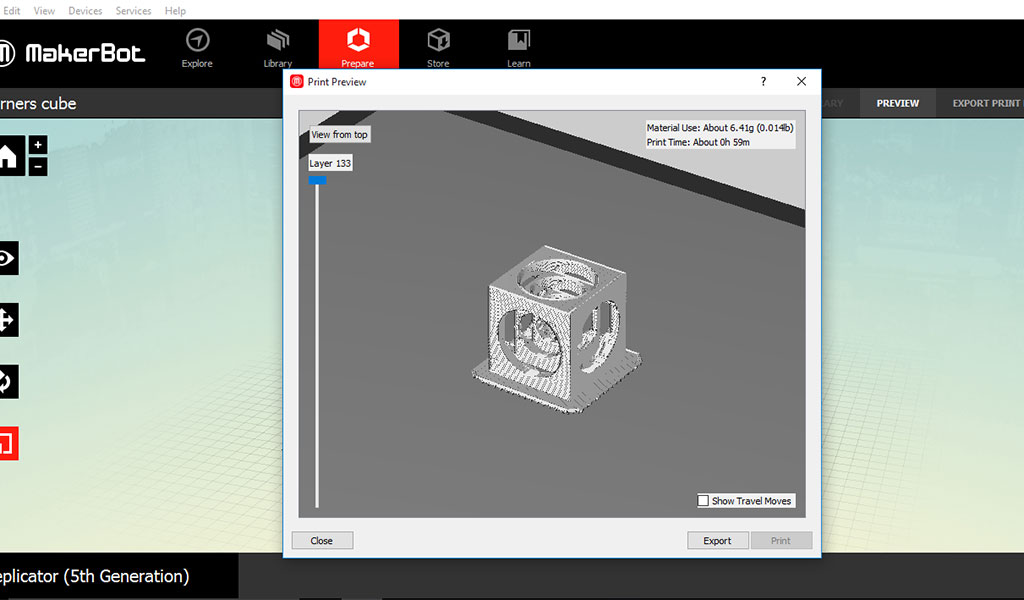 Edit View Devices Services Help
MakerBot
Explore Library Prepare Store Learn
Print Preview ?
rners cube
ARY PREVIEW EXPORT PRINT
View from top
Material Use: About 6.41g (0.014lb)
Print Time: About 0h 59m
Layer 133
Show Travel Moves
Close Export Print
eplicator (5th Generation)